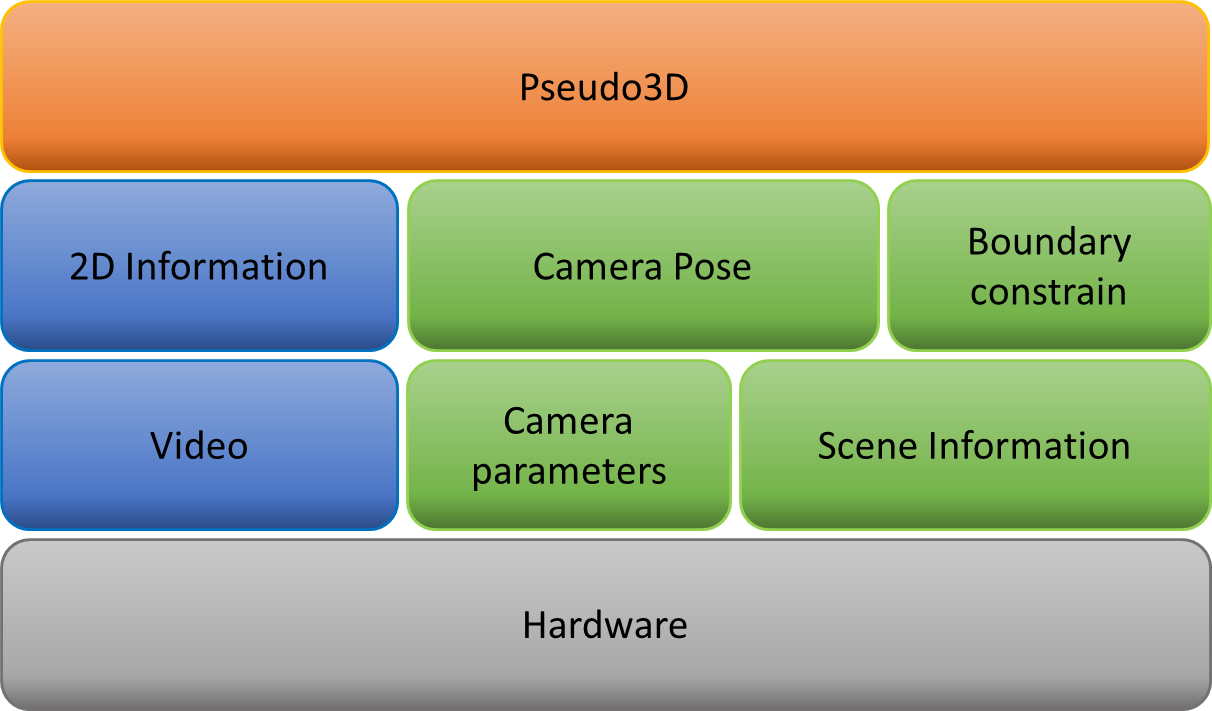 Pseudo3D
2D Information
Camera Pose
Boundary
constrain
Video
Camera
parameters
Scene Information
Hardware